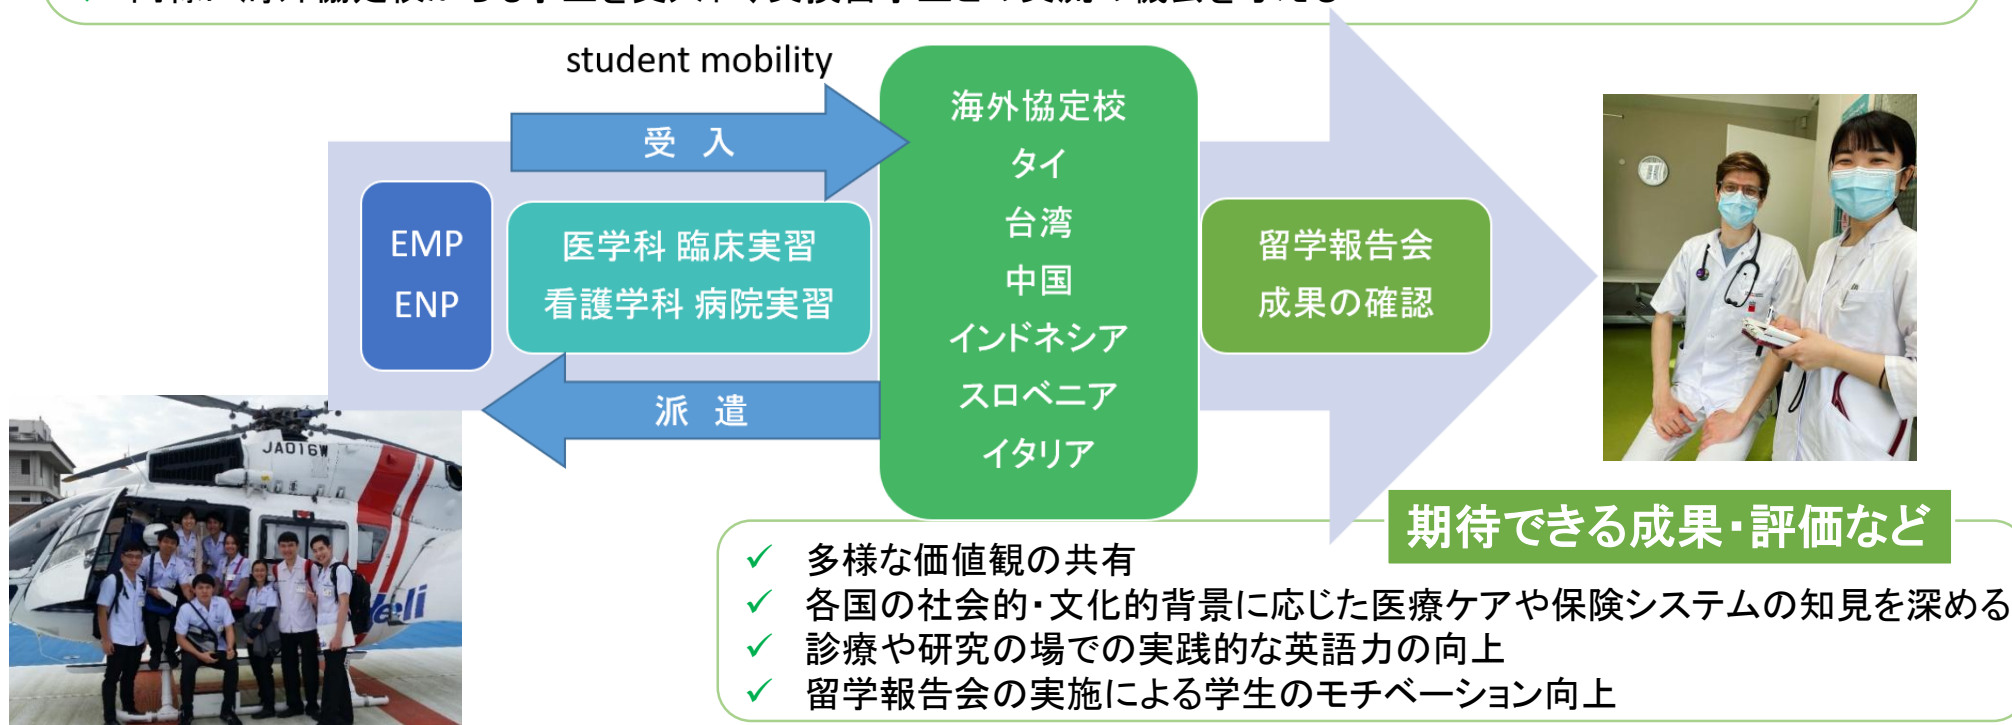 student mobility
受 入
EMP
ENP
医学科 臨床実習
看護学科 病院実習
派 遣
海外協定校
タイ
台湾
中国
インドネシア
スロベニア
イタリア
留学報告会
成果の確認
JA016W
期待できる成果・評価など
✓ 多様な価値観の共有
✓ 各国の社会的・文化的背景に応じた医療ケアや保険システムの知見を深める
✓ 診療や研究の場での実践的な英語力の向上
✓ 留学報告会の実施による学生のモチベーション向上